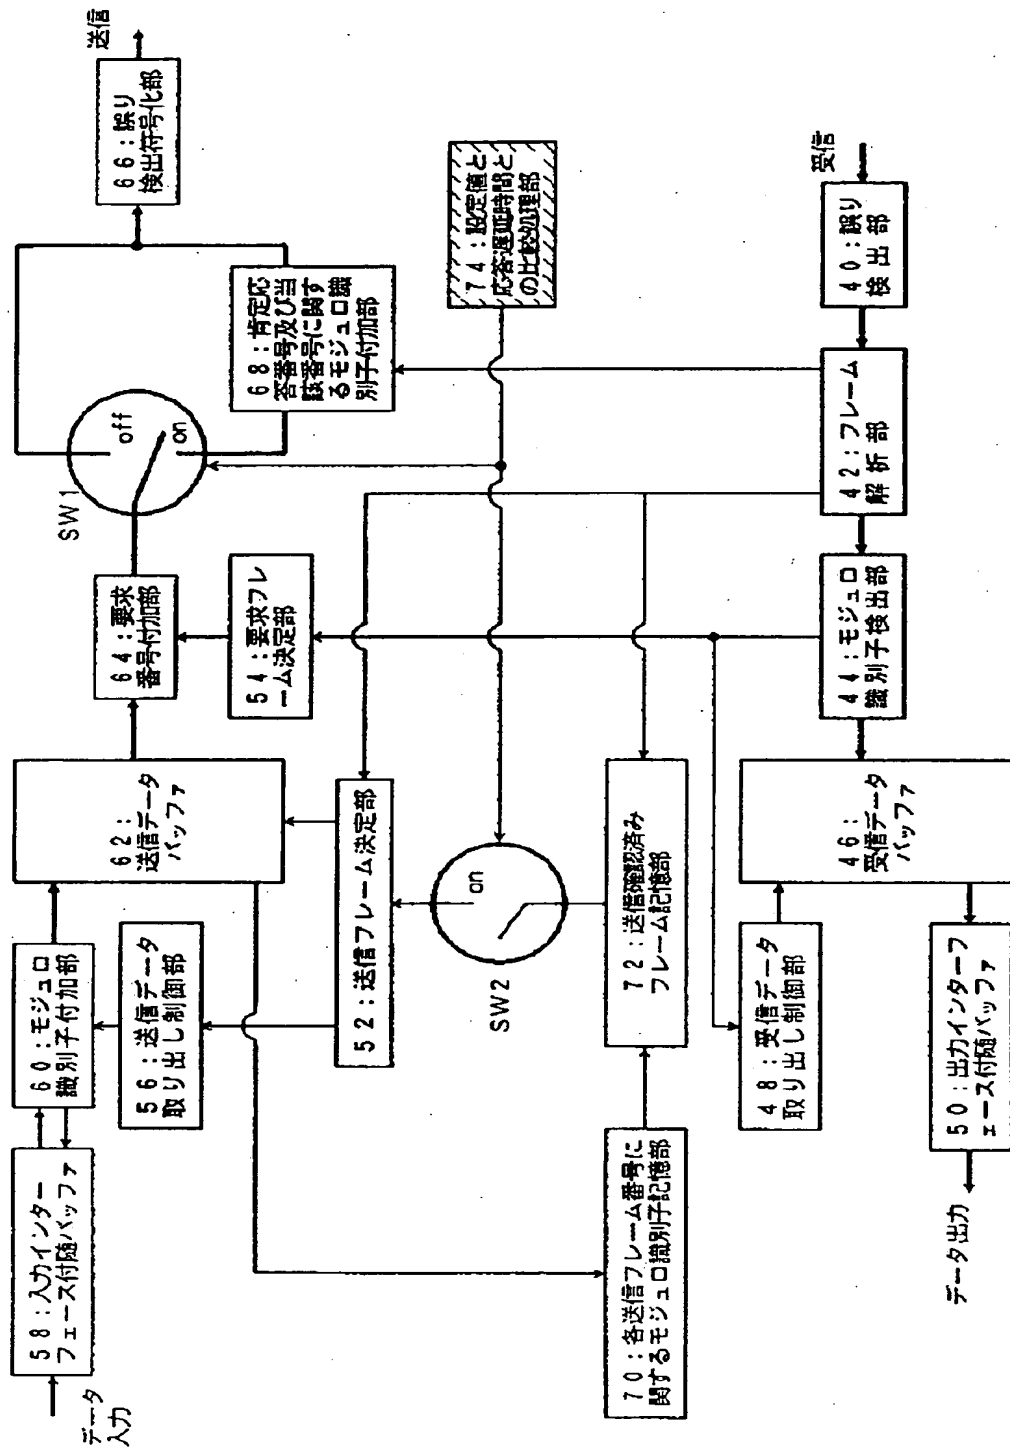 データ
入力
58:入力インター
フェース付随バッファ
60:モジュロ
識別子付加部
56:送信データ
取り出し制御部
62:
送信データ
バッファ
64:要求
番号付加部
54:要求フレ
ーム決定部
SW1
off
on
66:誤り
検出符号化部
送信
68:肯定応
答番号及び当
該番号に関す
るモジュロ識
別子付加部
52:送信フレーム決定部
SW2
on
74:設定値と
応答遅延時間と
の比較処理部
70:各送信フレーム番号に
関するモジュロ識別子記憶部
72:送信確認済み
フレーム記憶部
48:受信データ
取り出し制御部
46:
受信データ
バッファ
44:モジュロ
識別子検出部
42:フレーム
解析部
40:誤り
検出部
受信
50:出力インターフ
ェース付随バッファ
データ出力